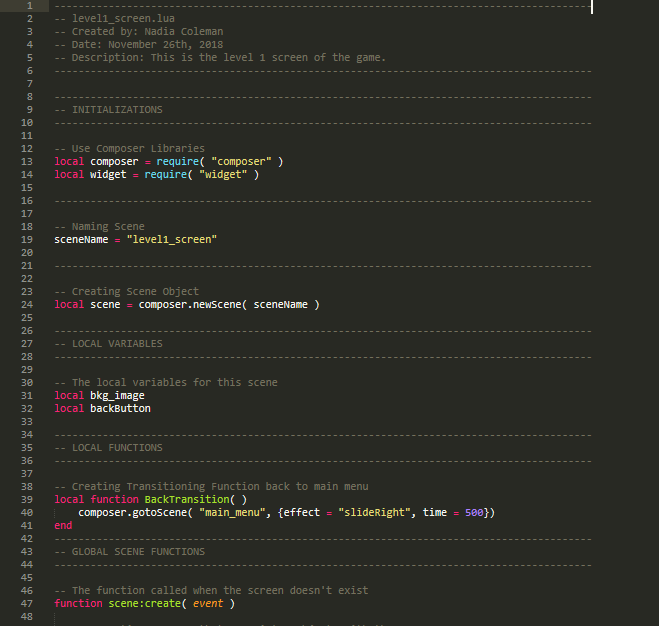 1 ------------------------------------------------------------------------------------------
2 -- level1_screen.lua
3 -- Created by: Nadia Coleman
4 -- Date: November 26th, 2018
5 -- Description: This is the level 1 screen of the game.
6 ------------------------------------------------------------------------------------------
7
8 ------------------------------------------------------------------------------------------
9 -- INITIALIZATIONS
10 ------------------------------------------------------------------------------------------
11
12 -- Use Composer Libraries
13 local composer = require( "composer" )
14 local widget = require( "widget" )
15
16 ------------------------------------------------------------------------------------------
17
18 -- Naming Scene
19 sceneName = "level1_screen"
20
21 ------------------------------------------------------------------------------------------
22
23 -- Creating Scene Object
24 local scene = composer.newScene( sceneName )
25
26 ------------------------------------------------------------------------------------------
27 -- LOCAL VARIABLES
28 ------------------------------------------------------------------------------------------
29
30 -- The local variables for this scene
31 local bkg_image
32 local backButton
33
34 ------------------------------------------------------------------------------------------
35 -- LOCAL FUNCTIONS
36 ------------------------------------------------------------------------------------------
37
38 -- Creating Transitioning Function back to main menu
39 local function BackTransition( )
40     composer.gotoScene( "main_menu", {effect = "slideRight", time = 500})
41 end
42 ------------------------------------------------------------------------------------------
43 -- GLOBAL SCENE FUNCTIONS
44 ------------------------------------------------------------------------------------------
45
46 -- The function called when the screen doesn't exist
47 function scene:create( event )
48